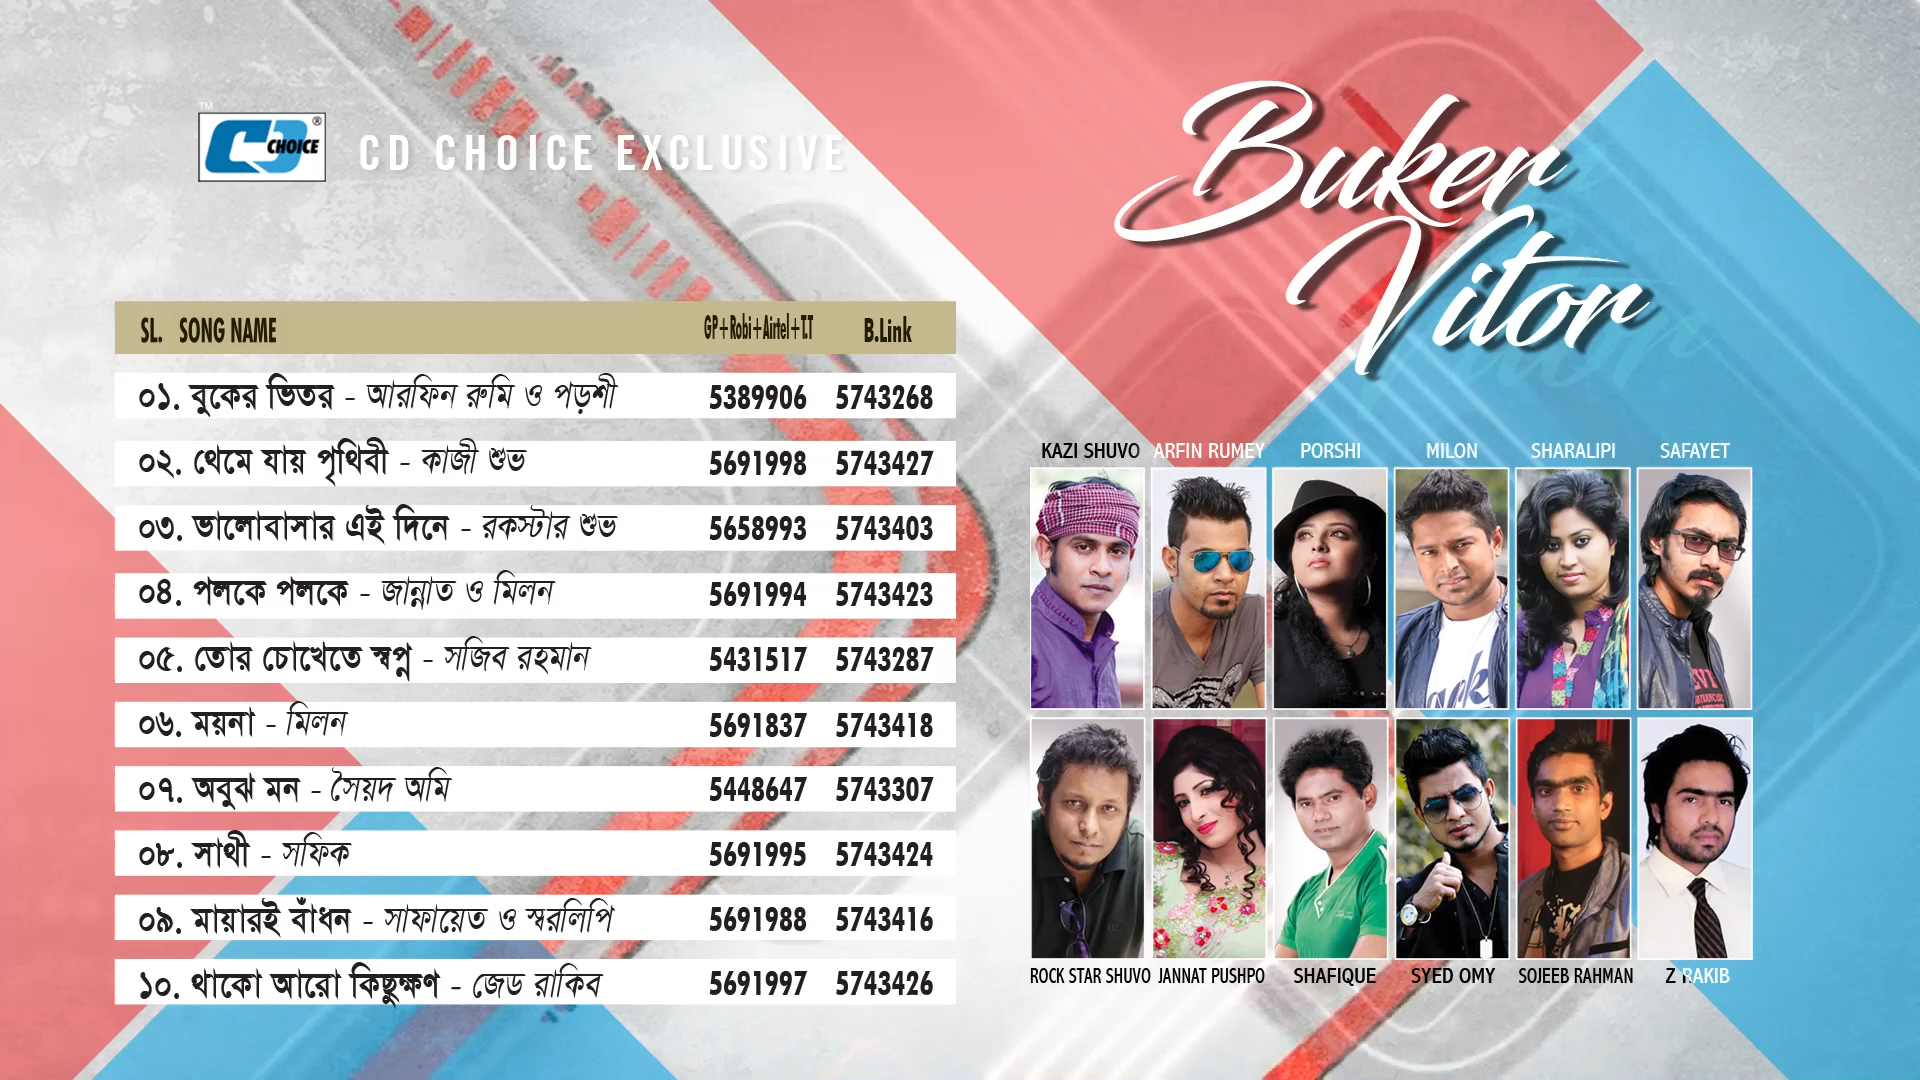 TM
CHOICE ®
CD CHOICE EXCLUSIVE
Buker
Vitor
SL. SONG NAME GP+Robi+Airtel+T.T B.Link
০১. বুকের ভিতর - আরফিন রুমি ও পড়শী 5389906 5743268
০২. থেমে যায় পৃথিবী - কাজী শুভ 5691998 5743427
০৩. ভালোবাসার এই দিনে - রকস্টার শুভ 5658993 5743403
০৪. পলকে পলকে - জান্নাত ও মিলন 5691994 5743423
০৫. তোর চোখেতে স্বপ্ন - সজিব রহমান 5431517 5743287
০৬. ময়না - মিলন 5691837 5743418
০৭. অবুঝ মন - সৈয়দ অমি 5448647 5743307
০৮. সাথী - সফিক 5691995 5743424
০৯. মায়ারই বাঁধন - সাফায়েত ও স্বরলিপি 5691988 5743416
১০. থাকো আরো কিছুক্ষণ - জেড রাকিব 5691997 5743426
KAZI SHUVO ARFIN RUMEY PORSHI MILON SHARALIPI SAFAYET
ROCK STAR SHUVO JANNAT PUSHPO SHAFIQUE SYED OMY SOJEEB RAHMAN Z RAKIB